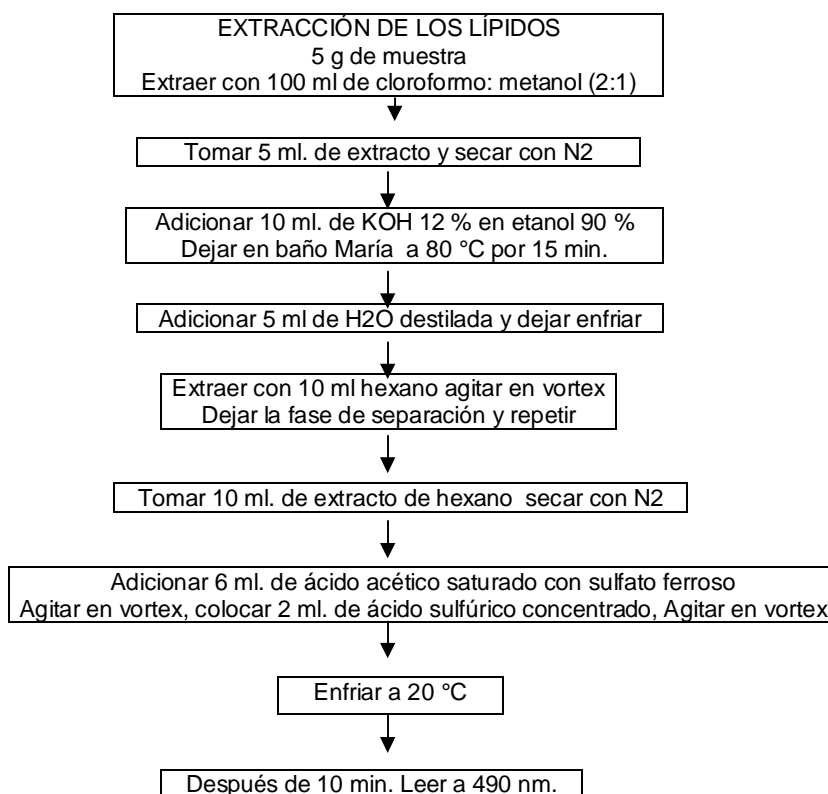 EXTRACCIÓN DE LOS LÍPIDOS
5 g de muestra
Extraer con 100 ml de cloroformo: metanol (2:1)
Tomar 5 ml. de extracto y secar con N2
Adicionar 10 ml. de KOH 12 % en etanol 90 %
Dejar en baño María a 80 °C por 15 min.
Adicionar 5 ml de H2O destilada y dejar enfriar
Extraer con 10 ml hexano agitar en vortex
Dejar la fase de separación y repetir
Tomar 10 ml. de extracto de hexano secar con N2
Adicionar 6 ml. de ácido acético saturado con sulfato ferroso
Agitar en vortex, colocar 2 ml. de ácido sulfúrico concentrado, Agitar en vortex
Enfriar a 20 °C
Después de 10 min. Leer a 490 nm.